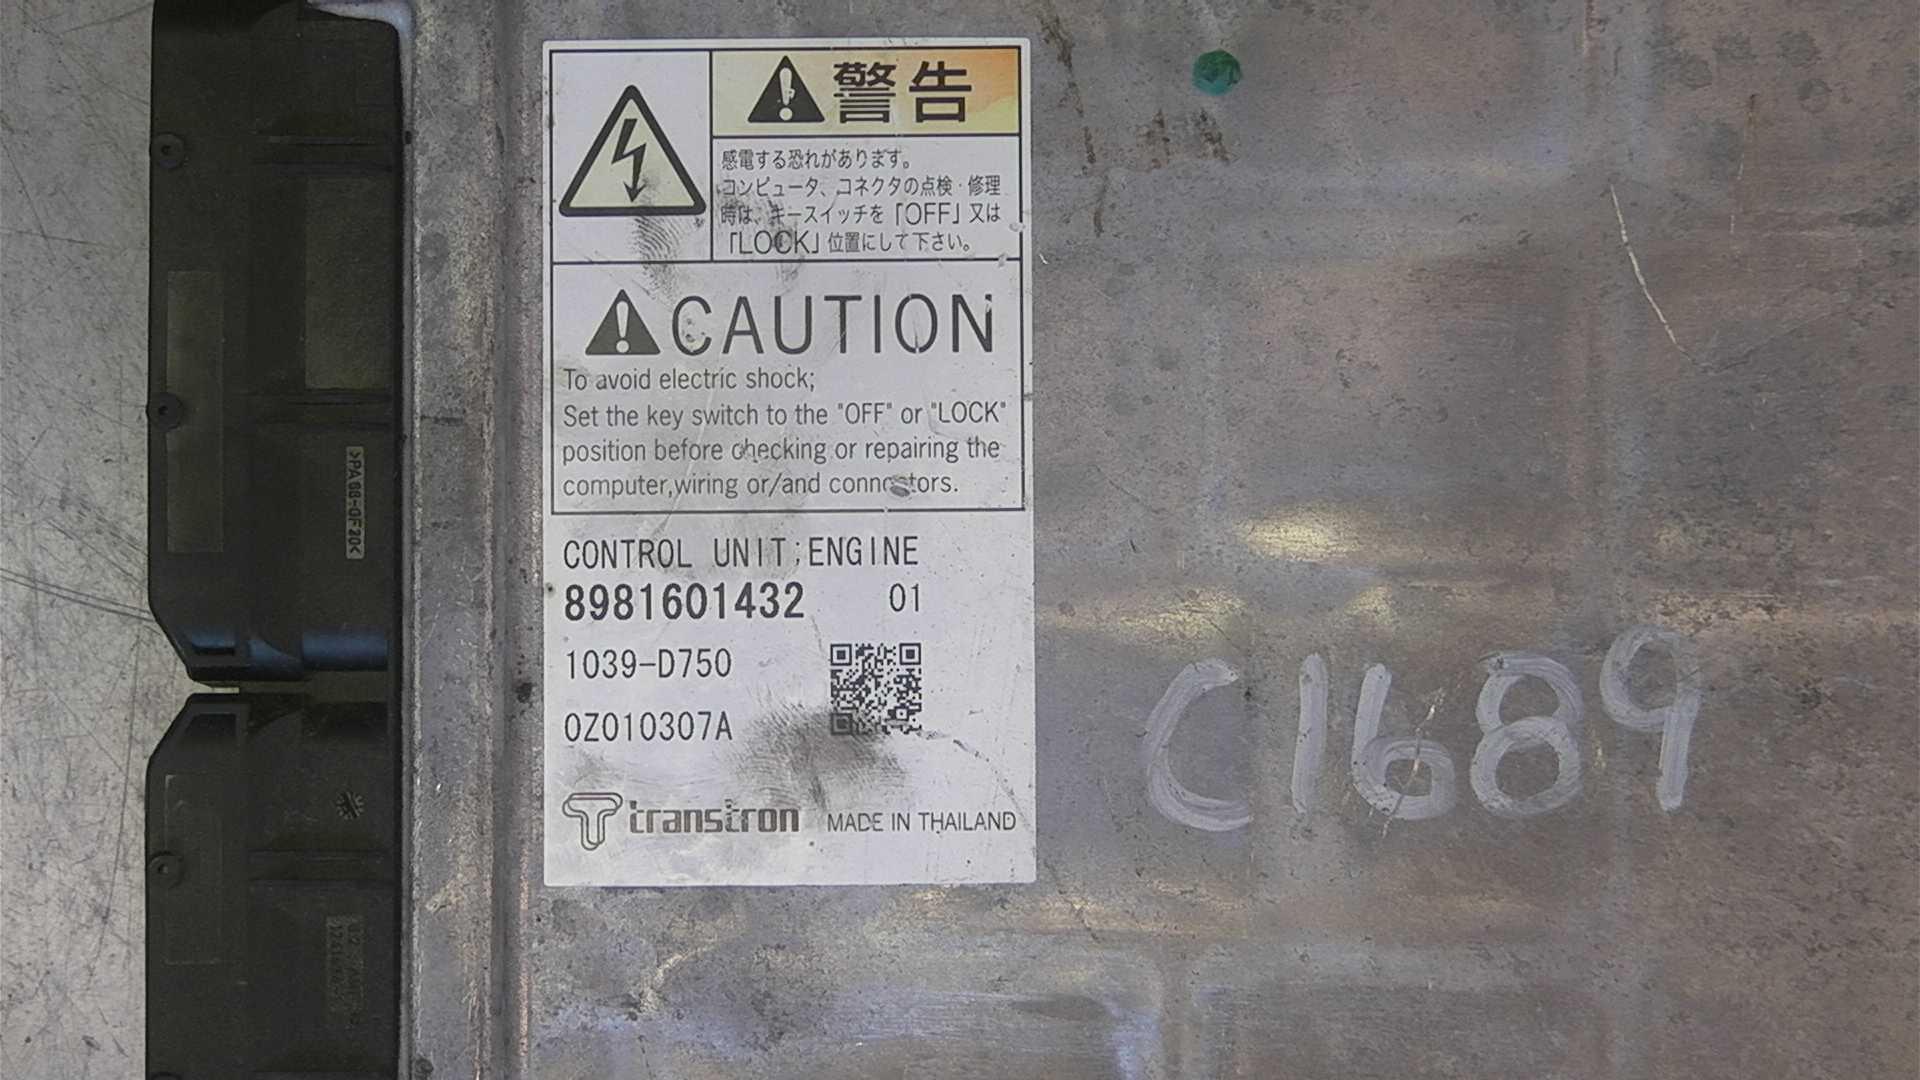 警告
感電する恐れがあります。
コンピュータ、コネクタの点検・修理
時は、キースイッチを「OFF」又は
「LOCK」位置にして下さい。
CAUTION
To avoid electric shock;
Set the key switch to the "OFF" or "LOCK"
position before checking or repairing the
computer,wiring or/and connectors.
CONTROL UNIT;ENGINE
8981601432 01
1039-D750
0Z010307A
transtron MADE IN THAILAND
C1689
>PA66-GF30<